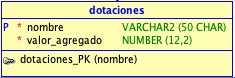 dotaciones
P * nombre VARCHAR2 (50 CHAR)
* valor_agregado NUMBER (12,2)
dotaciones_PK (nombre)